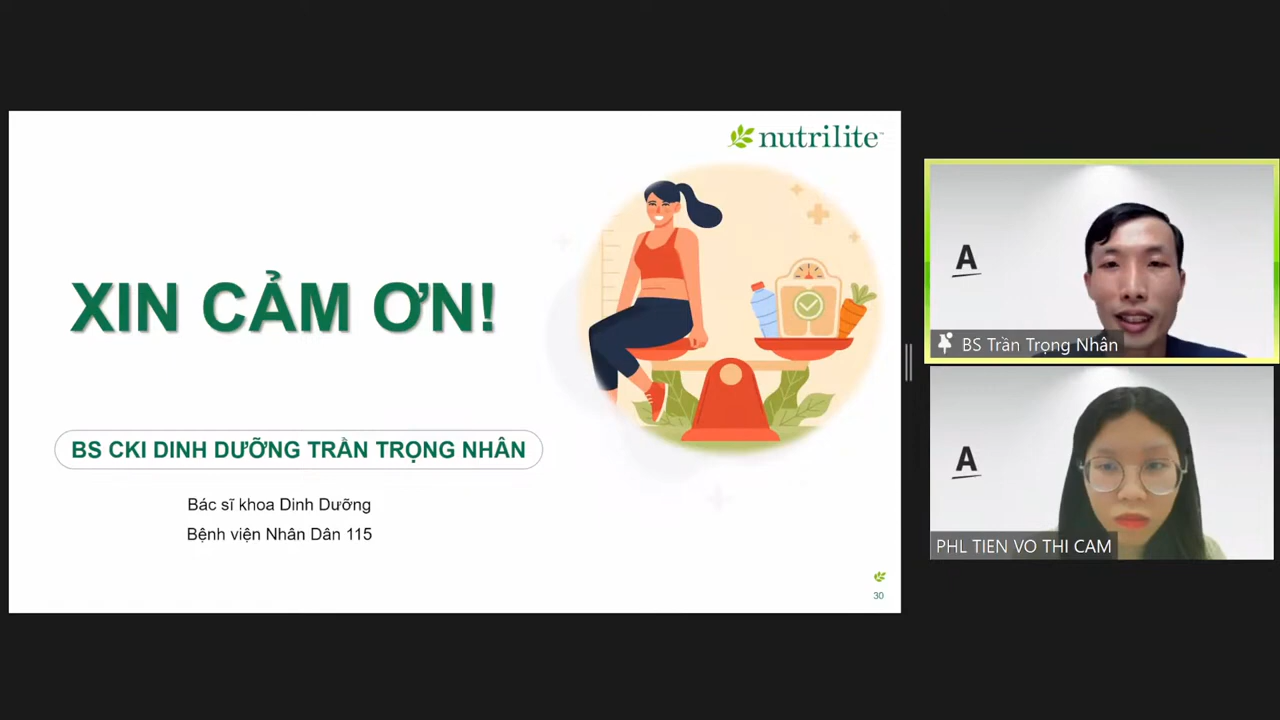 nutrilite™
XIN CẢM ƠN!
BS CKI DINH DƯỠNG TRẦN TRỌNG NHÂN
Bác sĩ khoa Dinh Dưỡng
Bệnh viện Nhân Dân 115
30
A
BS Trần Trọng Nhân
A
PHL TIEN VO THI CAM